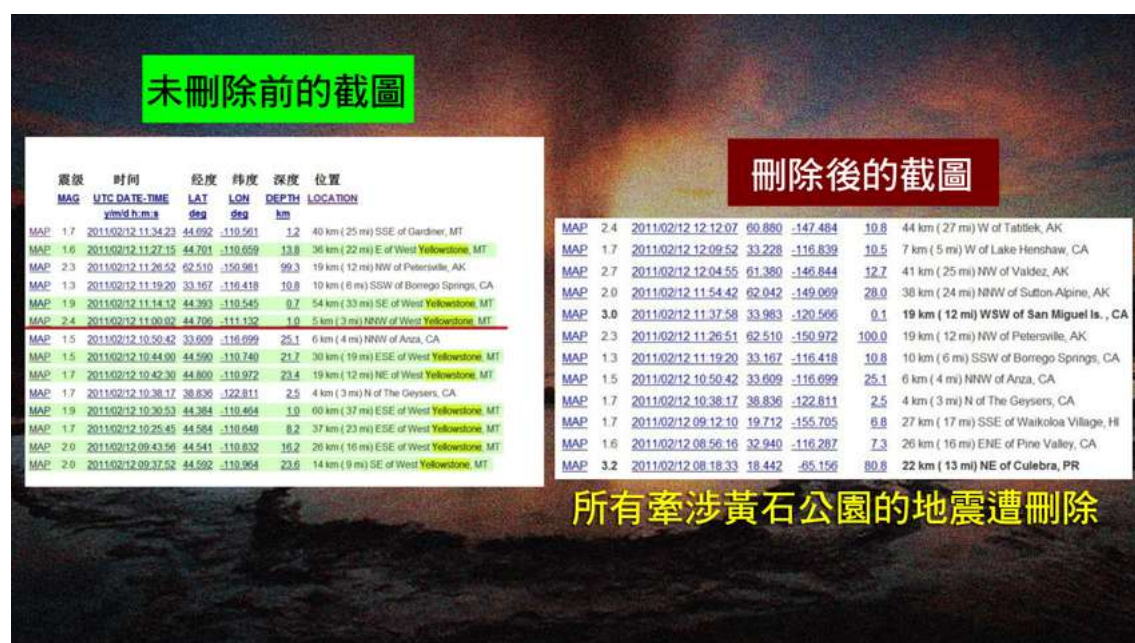 未刪除前的截圖
震级 时间 经度 纬度 深度 位置
MAG UTC DATE-TIME LAT LON DEPTH LOCATION
y/m/d h:m:s deg deg km
MAP 1.7 2011/02/12 11:34:23 44.692 -110.561 1.2 40 km ( 25 mi) SSE of Gardiner, MT
MAP 1.6 2011/02/12 11:27:15 44.701 -110.659 13.8 36 km ( 22 mi) E of West Yellowstone, MT
MAP 2.3 2011/02/12 11:26:52 62.510 -150.981 99.3 19 km ( 12 mi) NW of Petersville, AK
MAP 1.3 2011/02/12 11:19:20 33.167 -116.418 10.8 10 km ( 6 mi) SSW of Borrego Springs, CA
MAP 1.9 2011/02/12 11:14:12 44.393 -110.545 0.7 54 km ( 33 mi) SE of West Yellowstone, MT
MAP 2.4 2011/02/12 11:00:02 44.706 -111.132 1.0 5 km ( 3 mi) NNW of West Yellowstone, MT
MAP 1.5 2011/02/12 10:50:42 33.609 -116.699 25.1 6 km ( 4 mi) NNW of Anza, CA
MAP 1.5 2011/02/12 10:44:00 44.590 -110.740 21.7 30 km ( 19 mi) ESE of West Yellowstone, MT
MAP 1.7 2011/02/12 10:42:30 44.800 -110.972 23.4 19 km ( 12 mi) NE of West Yellowstone, MT
MAP 1.7 2011/02/12 10:38:17 38.836 -122.811 2.5 4 km ( 3 mi) N of The Geysers, CA
MAP 1.9 2011/02/12 10:30:53 44.384 -110.464 1.0 60 km ( 37 mi) ESE of West Yellowstone, MT
MAP 1.7 2011/02/12 10:25:45 44.584 -110.648 8.2 37 km ( 23 mi) ESE of West Yellowstone, MT
MAP 2.0 2011/02/12 09:43:56 44.541 -110.832 16.2 26 km ( 16 mi) ESE of West Yellowstone, MT
MAP 2.0 2011/02/12 09:37:52 44.592 -110.964 23.6 14 km ( 9 mi) SE of West Yellowstone, MT
刪除後的截圖
MAP 2.4 2011/02/12 12:12:07 60.880 -147.484 10.8 44 km ( 27 mi) W of Tatitlek, AK
MAP 1.7 2011/02/12 12:09:52 33.228 -116.839 10.5 7 km ( 5 mi) W of Lake Henshaw, CA
MAP 2.7 2011/02/12 12:04:55 61.380 -146.844 12.7 41 km ( 25 mi) NW of Valdez, AK
MAP 2.0 2011/02/12 11:54:42 62.042 -149.069 28.0 38 km ( 24 mi) NNW of Sutton-Alpine, AK
MAP 3.0 2011/02/12 11:37:58 33.983 -120.566 0.1 19 km ( 12 mi) WSW of San Miguel Is. , CA
MAP 2.3 2011/02/12 11:26:51 62.510 -150.972 100.0 19 km ( 12 mi) NW of Petersville, AK
MAP 1.3 2011/02/12 11:19:20 33.167 -116.418 10.8 10 km ( 6 mi) SSW of Borrego Springs, CA
MAP 1.5 2011/02/12 10:50:42 33.609 -116.699 25.1 6 km ( 4 mi) NNW of Anza, CA
MAP 1.7 2011/02/12 10:38:17 38.836 -122.811 2.5 4 km ( 3 mi) N of The Geysers, CA
MAP 1.7 2011/02/12 09:12:10 19.712 -155.705 6.8 27 km ( 17 mi) SSE of Waikoloa Village, HI
MAP 1.6 2011/02/12 08:56:16 32.940 -116.287 7.3 26 km ( 16 mi) ENE of Pine Valley, CA
MAP 3.2 2011/02/12 08:18:33 18.442 -65.156 80.8 22 km ( 13 mi) NE of Culebra, PR
所有牽涉黃石公園的地震遭刪除